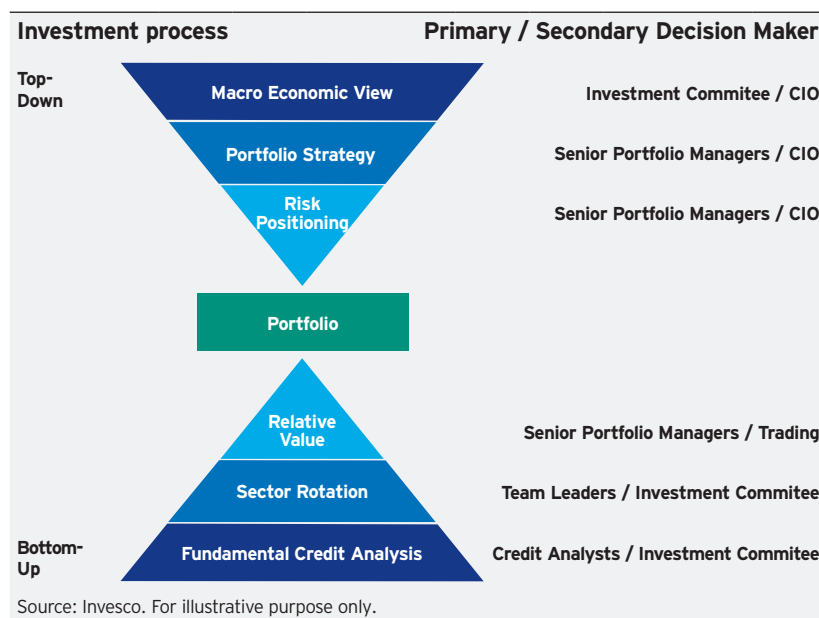 Investment process
Primary / Secondary Decision Maker
Top-
Down
Macro Economic View
Investment Commitee / CIO
Portfolio Strategy
Senior Portfolio Managers / CIO
Risk
Positioning
Senior Portfolio Managers / CIO
Portfolio
Relative
Value
Senior Portfolio Managers / Trading
Sector Rotation
Team Leaders / Investment Commitee
Bottom-
Up
Fundamental Credit Analysis
Credit Analysts / Investment Commitee
Source: Invesco. For illustrative purpose only.